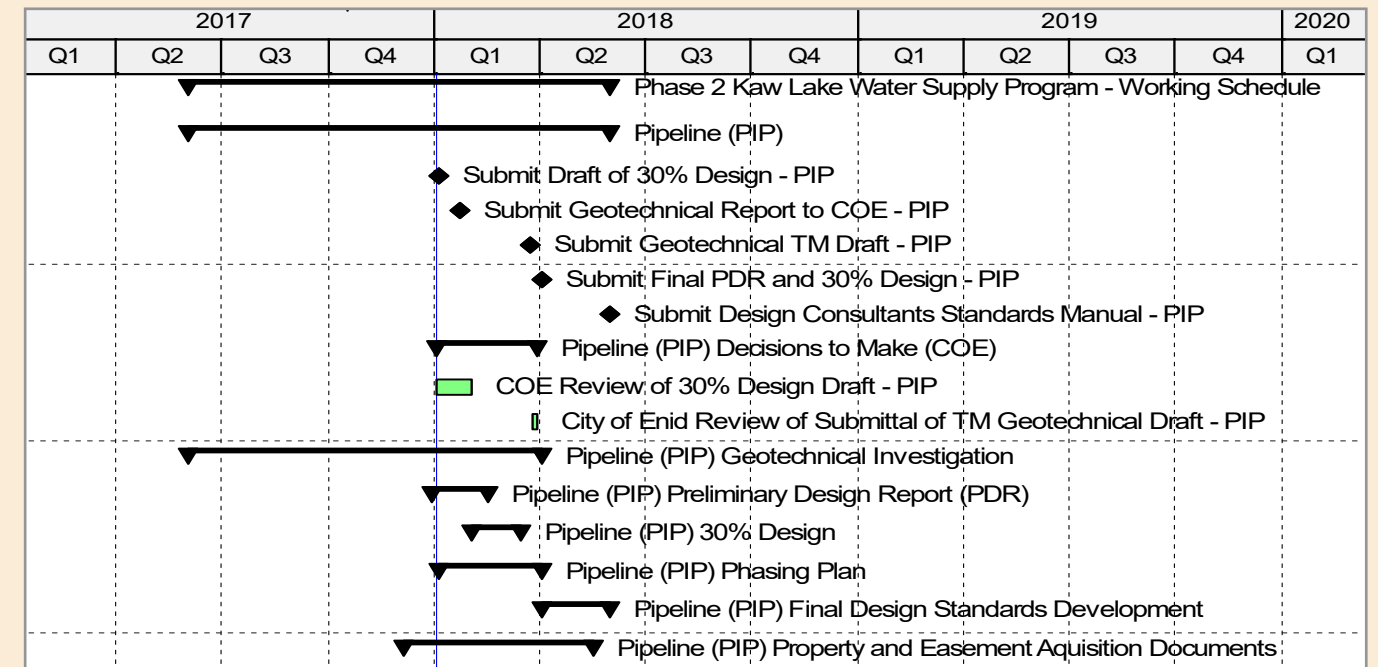 2017 2018 2019 2020
Q1 Q2 Q3 Q4 Q1 Q2 Q3 Q4 Q1 Q2 Q3 Q4 Q1
Phase 2 Kaw Lake Water Supply Program - Working Schedule
Pipeline (PIP)
Submit Draft of 30% Design - PIP
Submit Geotechnical Report to COE - PIP
Submit Geotechnical TM Draft - PIP
Submit Final PDR and 30% Design - PIP
Submit Design Consultants Standards Manual - PIP
Pipeline (PIP) Decisions to Make (COE)
COE Review of 30% Design Draft - PIP
City of Enid Review of Submittal of TM Geotechnical Draft - PIP
Pipeline (PIP) Geotechnical Investigation
Pipeline (PIP) Preliminary Design Report (PDR)
Pipeline (PIP) 30% Design
Pipeline (PIP) Phasing Plan
Pipeline (PIP) Final Design Standards Development
Pipeline (PIP) Property and Easement Aquisition Documents